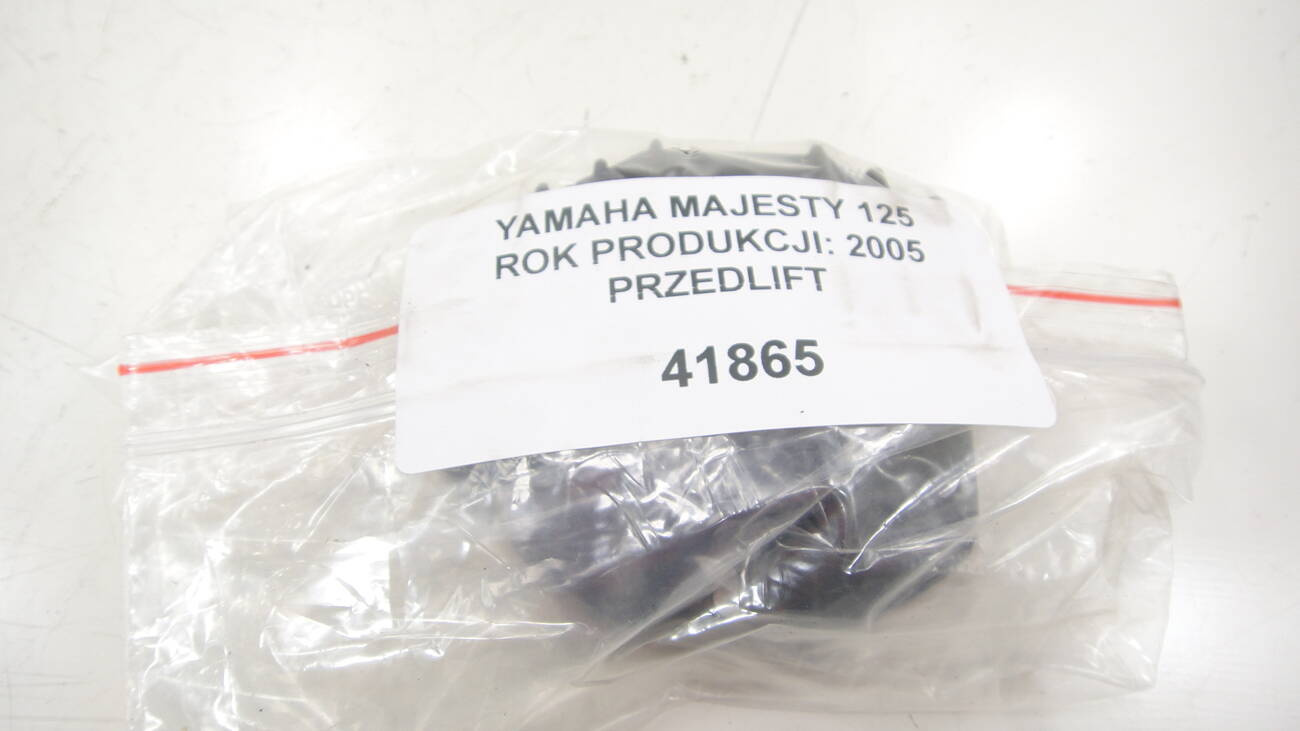 YAMAHA MAJESTY 125
ROK PRODUKCJI: 2005
PRZEDLIFT
41865